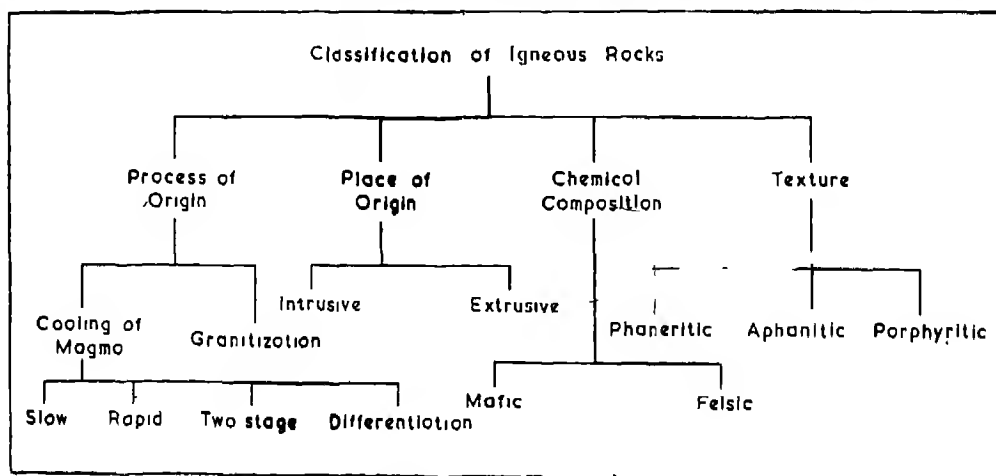 Classification of Igneous Rocks
Process of
Origin
Place of
Origin
Chemical
Composition
Texture
Cooling of
Magmo
Granitization
Intrusive
Extrusive
Phaneritic
Aphanitic
Porphyritic
Slow
Rapid
Two stage
Differentiation
Mafic
Felsic